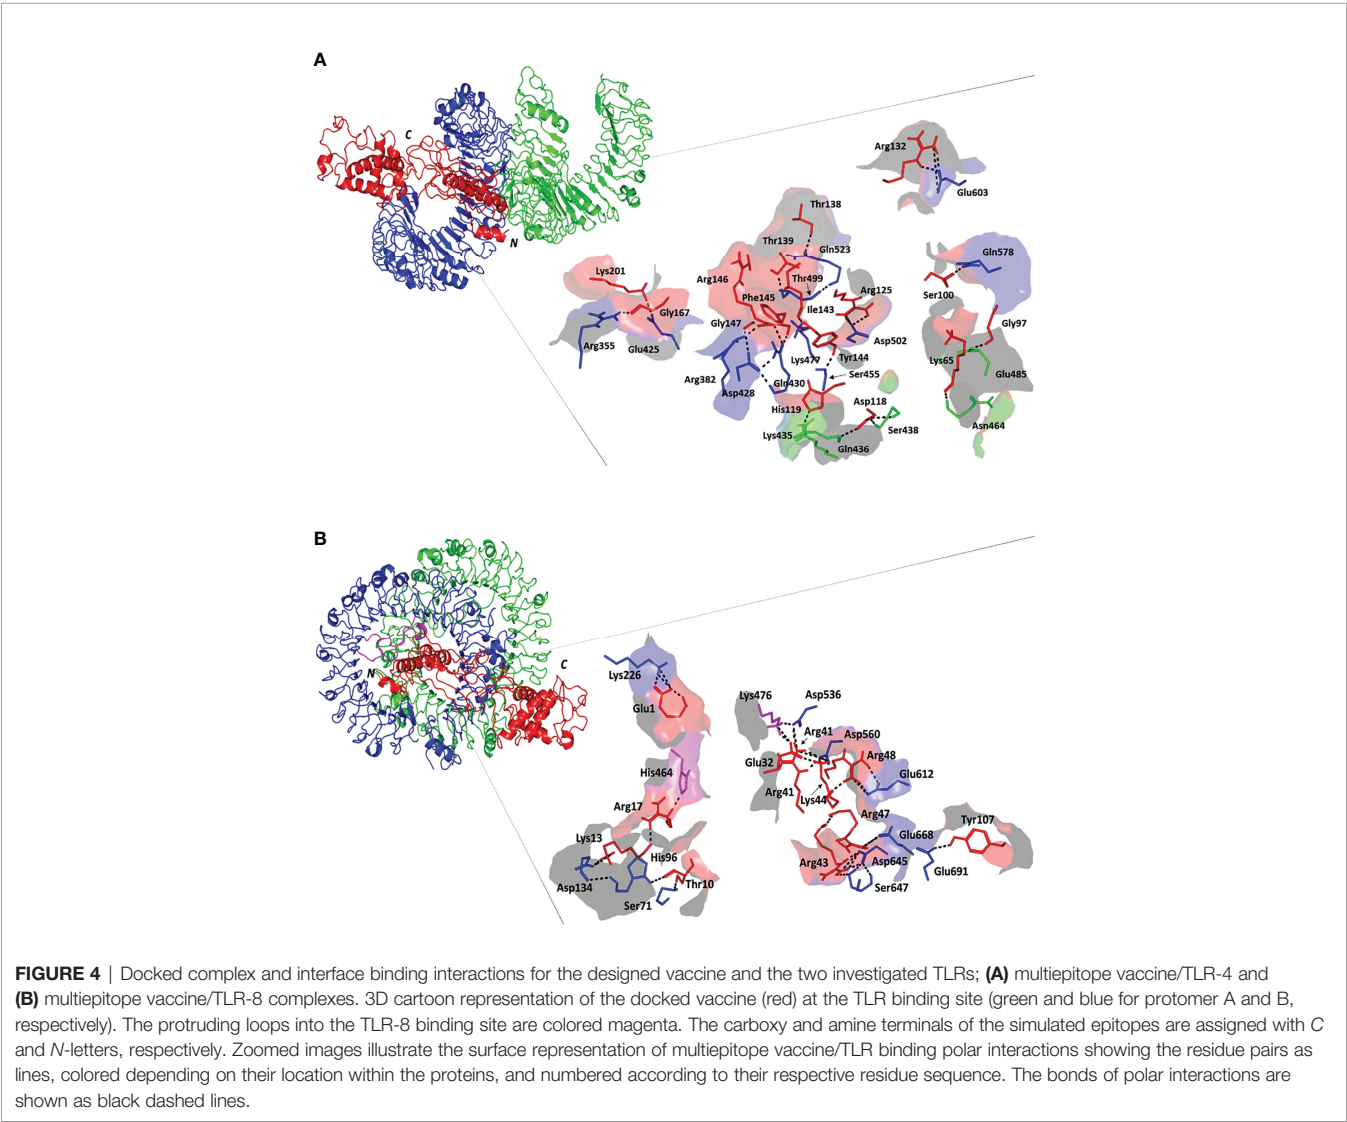 A
C
N
Arg132
Glu603
Thr138
Thr139
Gln523
Gln578
Lys201
Arg146
Thr499
Arg125
Ser100
Phe145
Ile143
Gly167
Gly147
Gly97
Arg355
Glu425
Asp502
Lys477
Tyr144
Lys65
Arg382
Gln430
Ser455
Glu485
Asp428
His119
Asp118
Lys435
Ser438
Asn464
Gln436
B
C
N
Lys226
Glu1
Lys476
Asp536
Arg41
Asp560
Glu32
Arg48
His464
Glu612
Arg41
Lys44
Arg17
Arg47
Lys13
Glu668
Tyr107
His96
Arg43
Asp645
Asp134
Thr10
Glu691
Ser71
Ser647
FIGURE 4 | Docked complex and interface binding interactions for the designed vaccine and the two investigated TLRs; (A) multiepitope vaccine/TLR-4 and
(B) multiepitope vaccine/TLR-8 complexes. 3D cartoon representation of the docked vaccine (red) at the TLR binding site (green and blue for protomer A and B,
respectively). The protruding loops into the TLR-8 binding site are colored magenta. The carboxy and amine terminals of the simulated epitopes are assigned with C
and N-letters, respectively. Zoomed images illustrate the surface representation of multiepitope vaccine/TLR binding polar interactions showing the residue pairs as
lines, colored depending on their location within the proteins, and numbered according to their respective residue sequence. The bonds of polar interactions are
shown as black dashed lines.